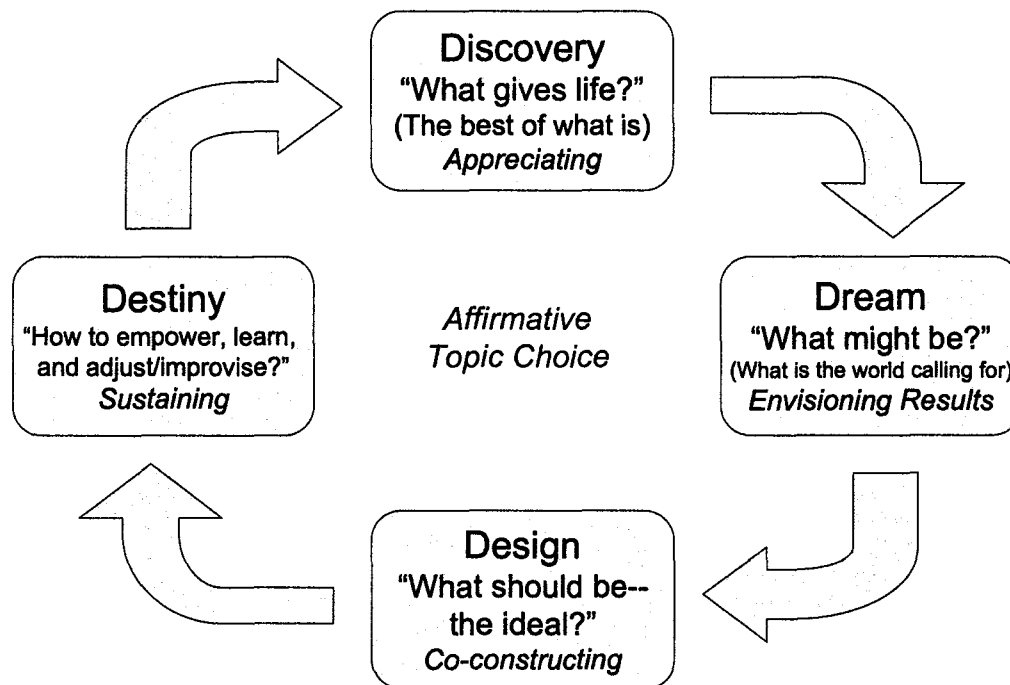 Discovery
“What gives life?”
(The best of what is)
Appreciating
Destiny
“How to empower, learn,
and adjust/improvise?”
Sustaining
Affirmative
Topic Choice
Dream
“What might be?”
(What is the world calling for)
Envisioning Results
Design
“What should be--
the ideal?”
Co-constructing